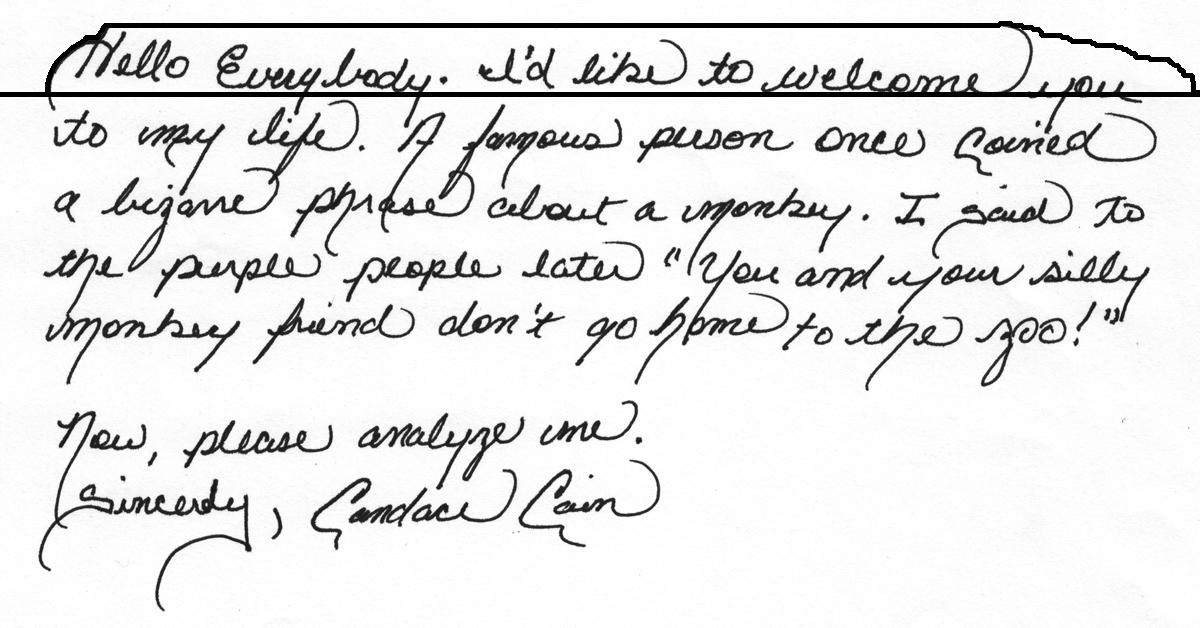 Hello Everybody. I'd like to welcome you
to my life. A famous person once coined
a bizarre phrase about a monkey. I said to
the purple people later "You and your silly
monkey friend don't go home to the zoo!"
Now, please analyze me.
Sincerely, Candace Cain